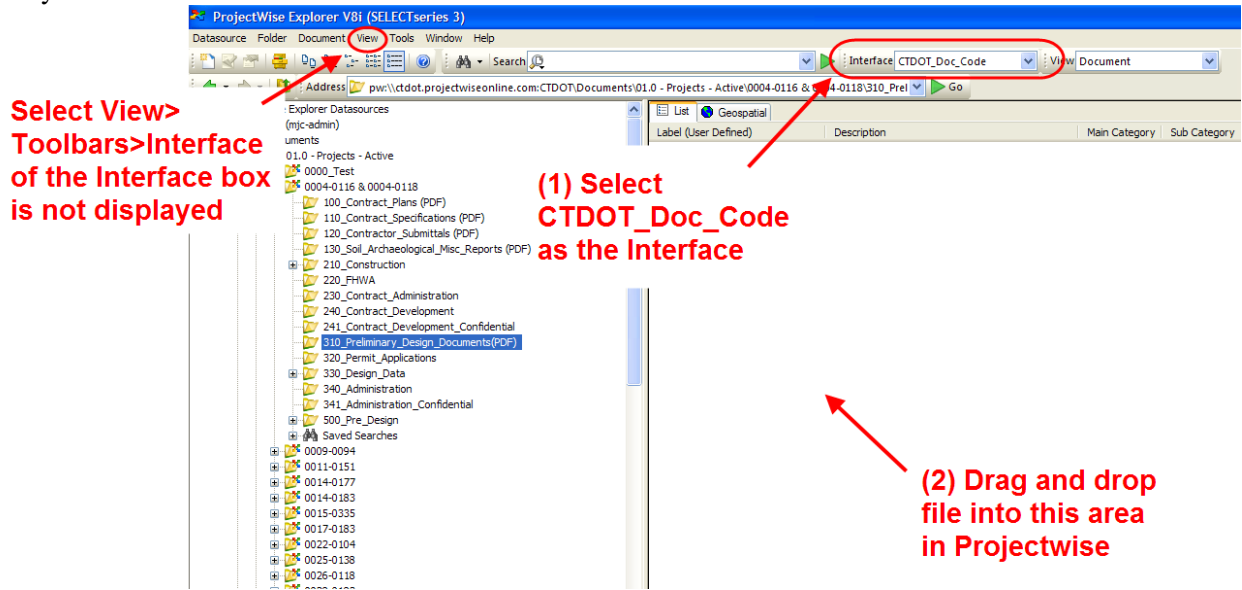 ProjectWise Explorer V8i (SELECTseries 3)
Datasource Folder Document View Tools Window Help
Search Interface CTDOT_Doc_Code View Document
Address pw:\\ctdot.projectwiseonline.com:CTDOT\Documents\01.0 - Projects - Active\0004-0116 & 0004-0118\310_Prel Go
Select View>
Toolbars>Interface
of the Interface box
is not displayed
Explorer Datasources
(mjc-admin)
uments
01.0 - Projects - Active
0000_Test
0004-0116 & 0004-0118
100_Contract_Plans (PDF)
110_Contract_Specifications (PDF)
120_Contractor_Submittals (PDF)
130_Soil_Archaeological_Misc_Reports (PDF)
210_Construction
220_FHWA
230_Contract_Administration
240_Contract_Development
241_Contract_Development_Confidential
310_Preliminary_Design_Documents(PDF)
320_Permit_Applications
330_Design_Data
340_Administration
341_Administration_Confidential
500_Pre_Design
Saved Searches
0009-0094
0011-0151
0014-0177
0014-0183
0015-0335
0017-0183
0022-0104
0025-0138
0026-0118
List Geospatial
Label (User Defined) Description Main Category Sub Category
(1) Select
CTDOT_Doc_Code
as the Interface
(2) Drag and drop
file into this area
in Projectwise